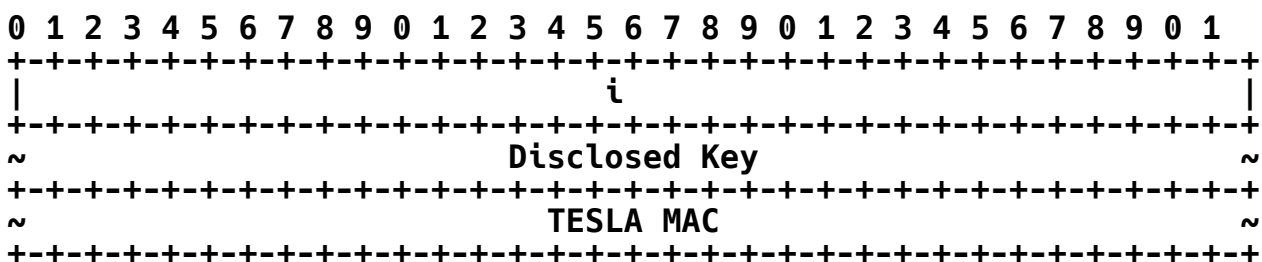 0 1 2 3 4 5 6 7 8 9 0 1 2 3 4 5 6 7 8 9 0 1 2 3 4 5 6 7 8 9 0 1
+-+-+-+-+-+-+-+-+-+-+-+-+-+-+-+-+-+-+-+-+-+-+-+-+-+-+-+-+-+-+-+-+
|                               i                               |
+-+-+-+-+-+-+-+-+-+-+-+-+-+-+-+-+-+-+-+-+-+-+-+-+-+-+-+-+-+-+-+-+
~                         Disclosed Key                         ~
+-+-+-+-+-+-+-+-+-+-+-+-+-+-+-+-+-+-+-+-+-+-+-+-+-+-+-+-+-+-+-+-+
~                           TESLA MAC                           ~
+-+-+-+-+-+-+-+-+-+-+-+-+-+-+-+-+-+-+-+-+-+-+-+-+-+-+-+-+-+-+-+-+